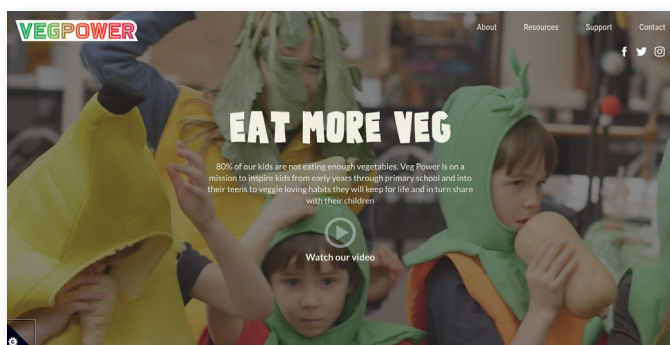 VEGPOWER
About Resources Support Contact
EAT MORE VEG
80% of our kids are not eating enough vegetables. Veg Power is on a
mission to inspire kids from early years through primary school and into
their teens to veggie loving habits they will keep for life and in turn share
with their children
Watch our video